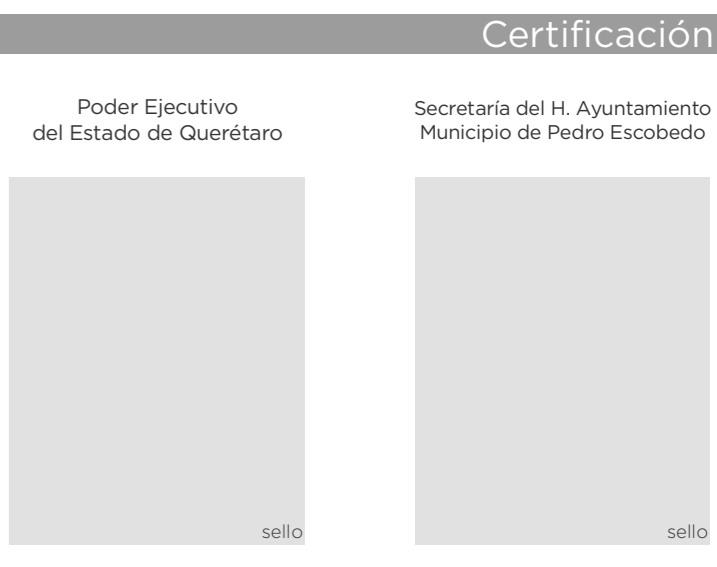 Certificación
Poder Ejecutivo
del Estado de Querétaro
Secretaría del H. Ayuntamiento
Municipio de Pedro Escobedo
sello
sello